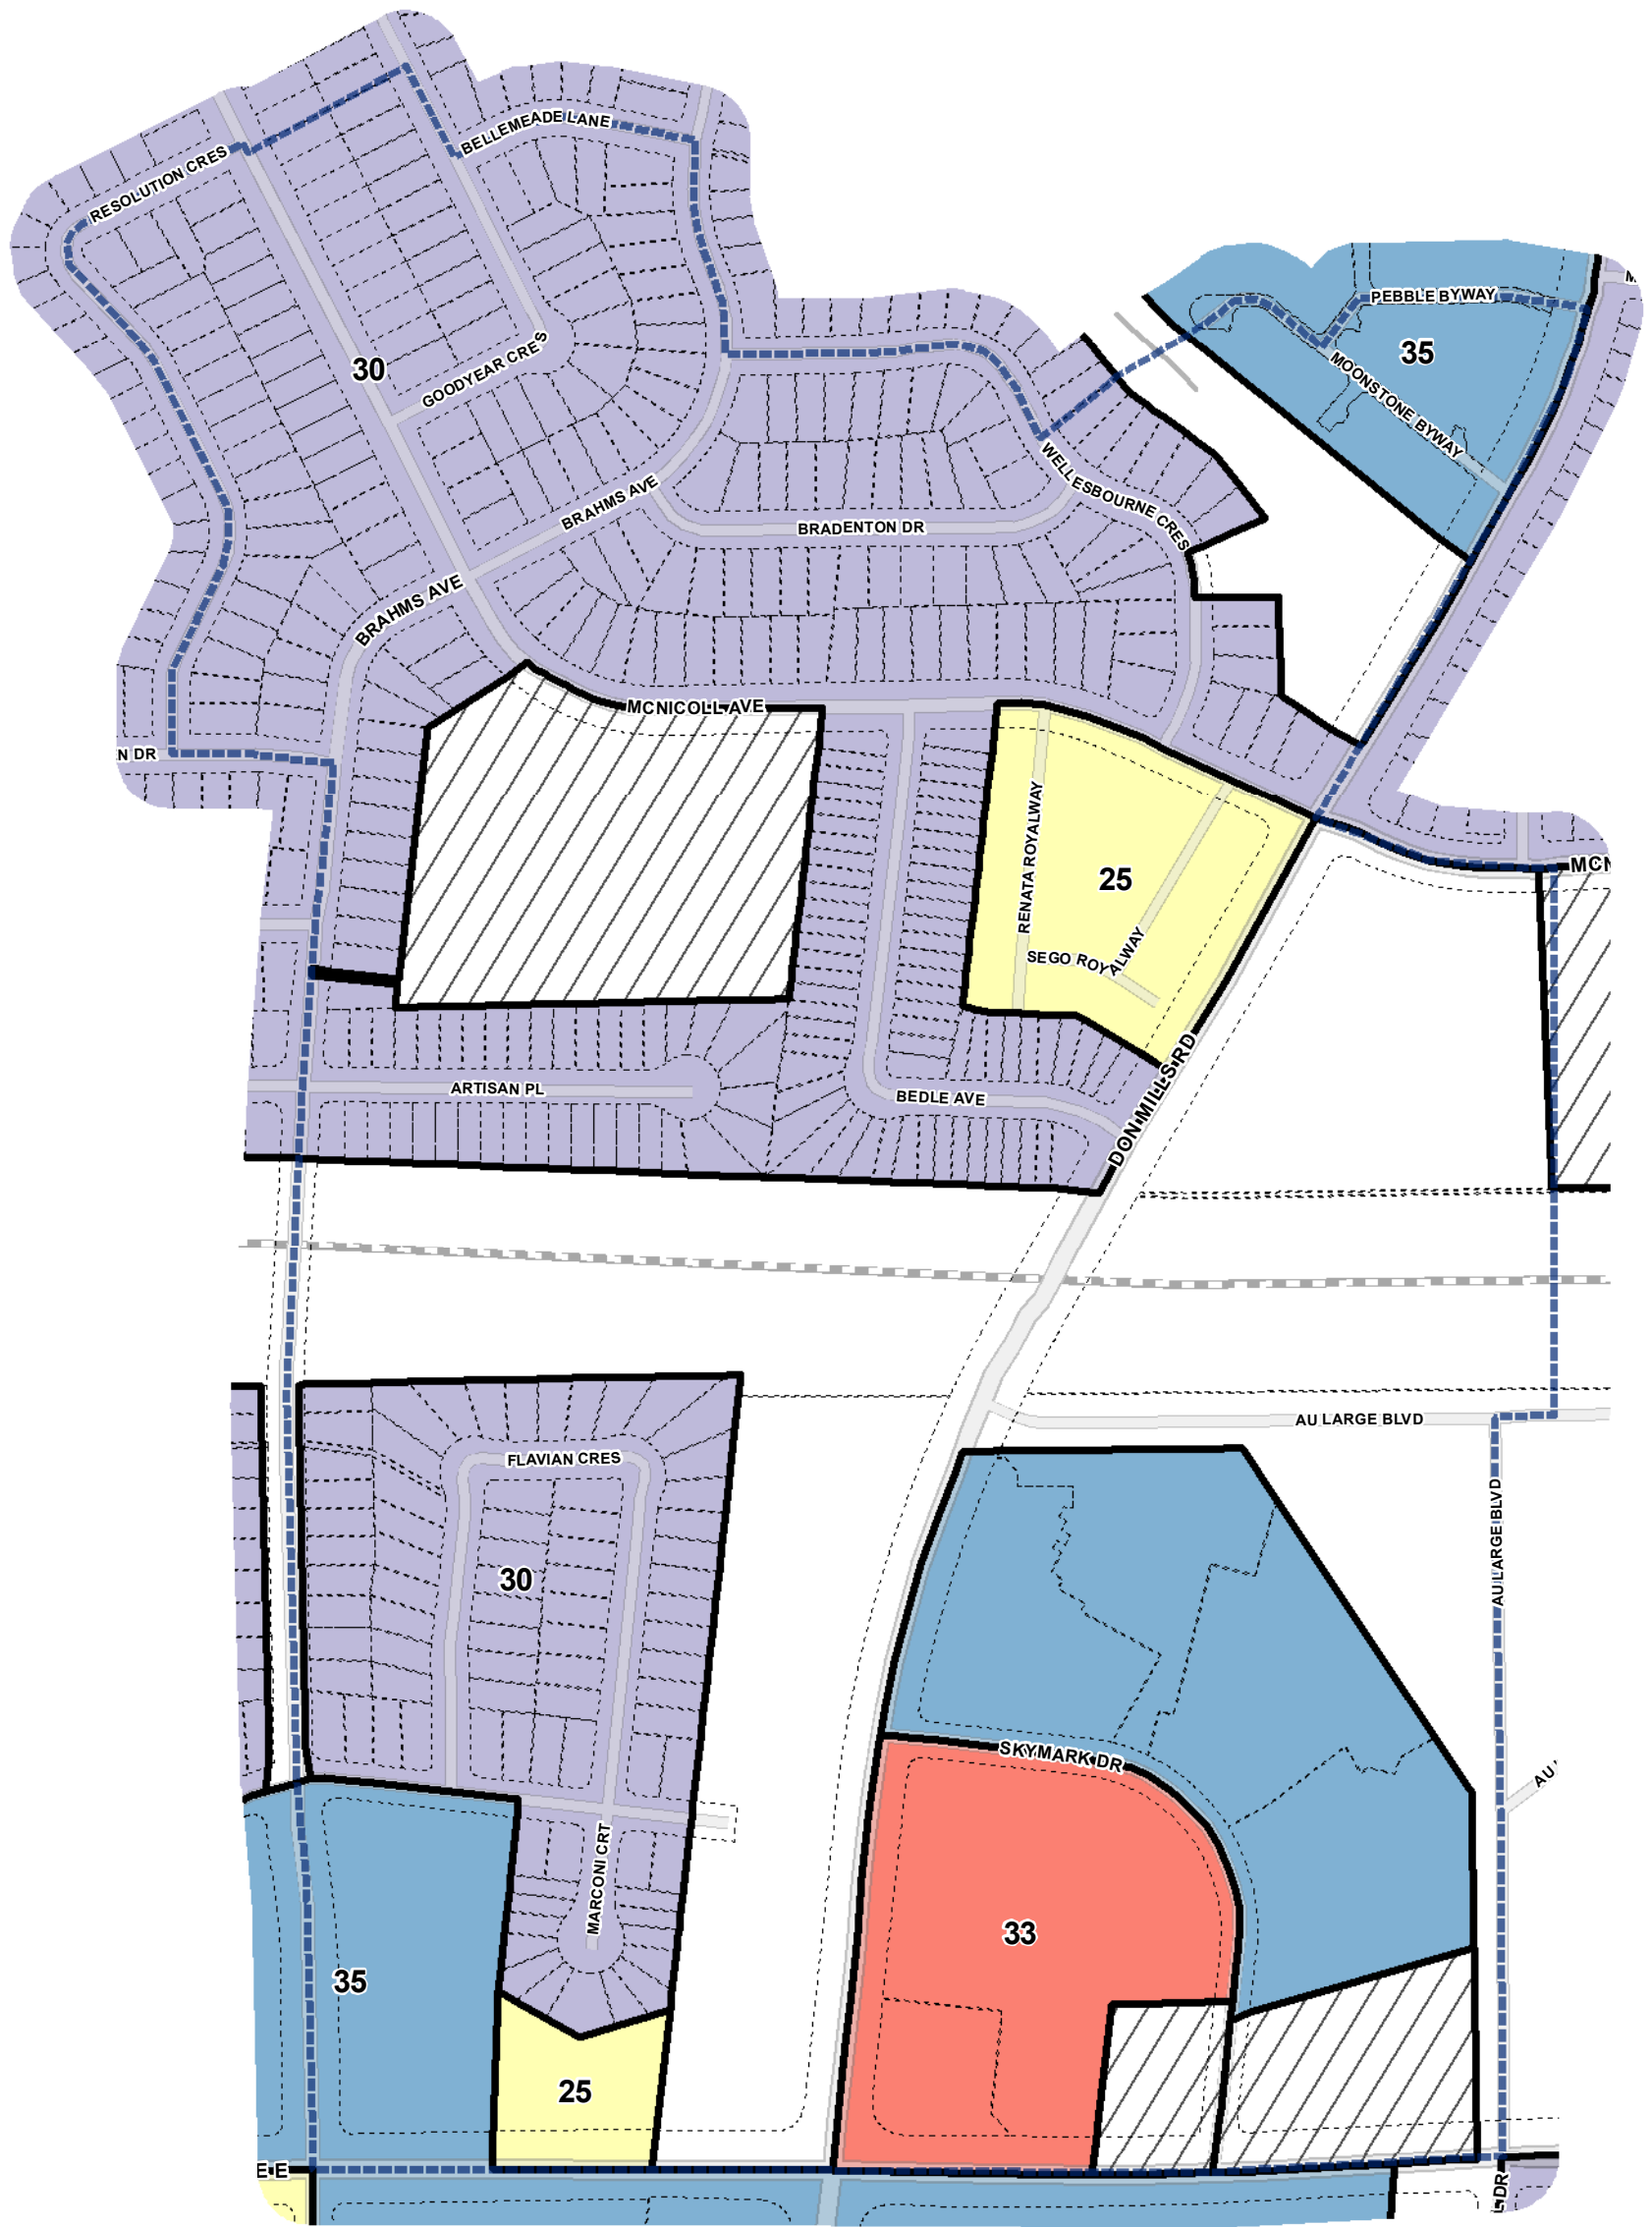 BELLEMEADE LANE
RESOLUTION CRES
M
PEBBLE BYWAY
35
MOONSTONE BYWAY
30
GOODYEAR CRES
WELLESBOURNE CRES
BRAHMS AVE
BRADENTON DR
BRAHMS AVE
MCNICOLL AVE
N DR
RENATA ROYALWAY
25
MCN
SEGO ROYALWAY
DON MILLS RD
ARTISAN PL
BEDLE AVE
AU LARGE BLVD
FLAVIAN CRES
AU LARGE BLVD
30
SKYMARK DR
AU
MARCONI CRT
33
35
25
E E
DR